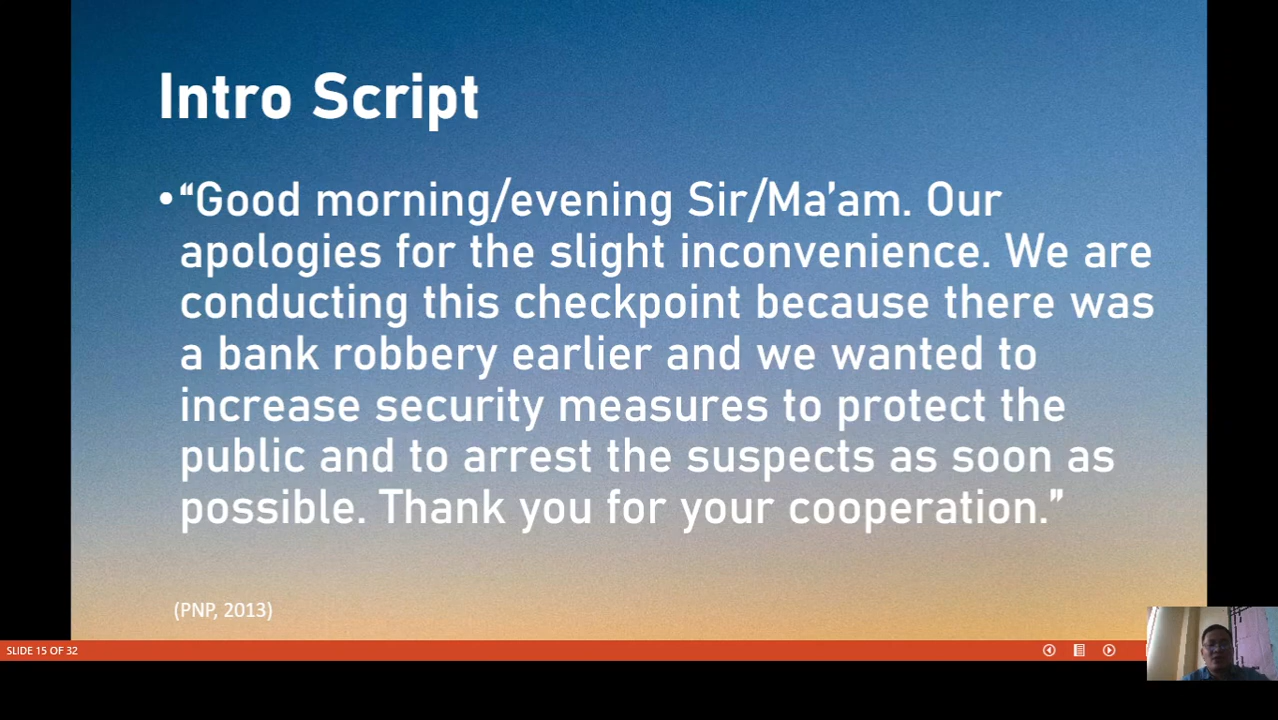 Intro Script
•“Good morning/evening Sir/Ma’am. Our
apologies for the slight inconvenience. We are
conducting this checkpoint because there was
a bank robbery earlier and we wanted to
increase security measures to protect the
public and to arrest the suspects as soon as
possible. Thank you for your cooperation.”
(PNP, 2013)
SLIDE 15 OF 32